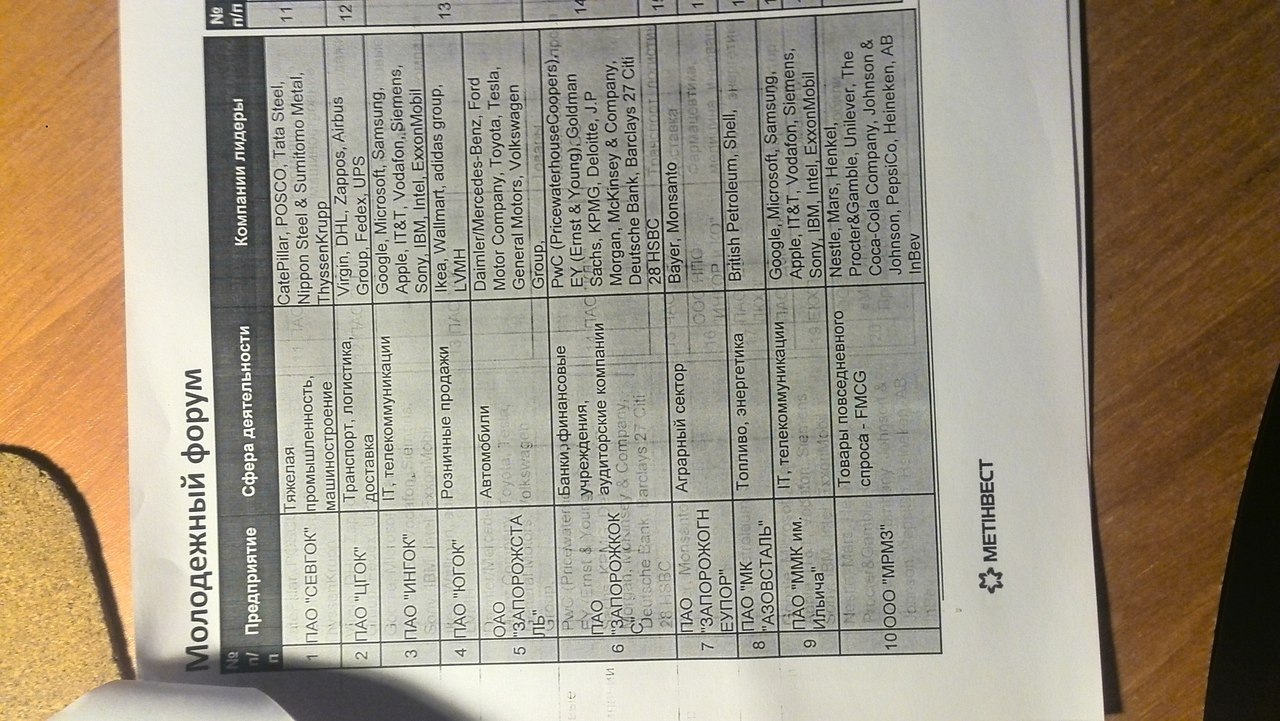 Молодежный форум
№ п/п Предприятие Сфера деятельности Компании лидеры
1 ПАО "СЕВГОК" Тяжелая промышленность, машиностроение CatePillar, POSCO, Tata Steel, Nippon Steel & Sumitomo Metal, ThyssenKrupp
2 ПАО "ЦГОК" Транспорт, логистика, доставка Virgin, DHL, Zappos, Airbus Group, Fedex, UPS
3 ПАО "ИНГОК" IT, телекоммуникации Google, Microsoft, Samsung, Apple, IT&T, Vodafon, Siemens, Sony, IBM, Intel, ExxonMobil
4 ПАО "ЮГОК" Розничные продажи Ikea, Wallmart, adidas group, LVMH
5 ОАО "ЗАПОРОЖСТАЛЬ" Автомобили Daimler/Mercedes-Benz, Ford Motor Company, Toyota, Tesla, General Motors, Volkswagen Group,
6 ПАО "ЗАПОРОЖКОКС" Банки, финансовые учреждения, аудиторские компании PwC (PricewaterhouseCoopers), EY (Ernst & Young), Goldman Sachs, KPMG, Deloitte, J.P Morgan, McKinsey & Company, Deutsche Bank, Barclays 27 Citi 28 HSBC
7 ПАО "ЗАПОРОЖОГНЕУПОР" Аграрный сектор Bayer, Monsanto
8 ПАО "МК "АЗОВСТАЛЬ" Топливо, энергетика British Petroleum, Shell,
9 ПАО "ММК им. Ильича" IT, телекоммуникации Google, Microsoft, Samsung, Apple, IT&T, Vodafon, Siemens, Sony, IBM, Intel, ExxonMobil
10 ООО "МРМЗ" Товары повседневного спроса - FMCG Nestle, Mars, Henkel, Procter&Gamble, Unilever, The Coca-Cola Company, Johnson & Johnson, PepsiCo, Heineken, AB InBev
№ п/п
11
12
13
14
МЕТІНВЕСТ